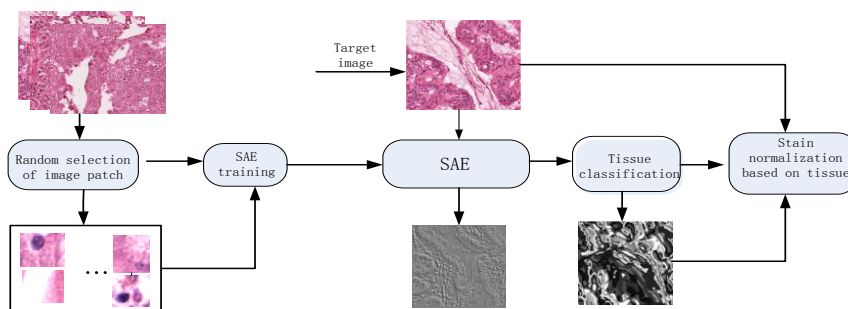 Target
image
Random selection
of image patch
SAE
training
SAE
Tissue
classification
Stain
normalization
based on tissue
...